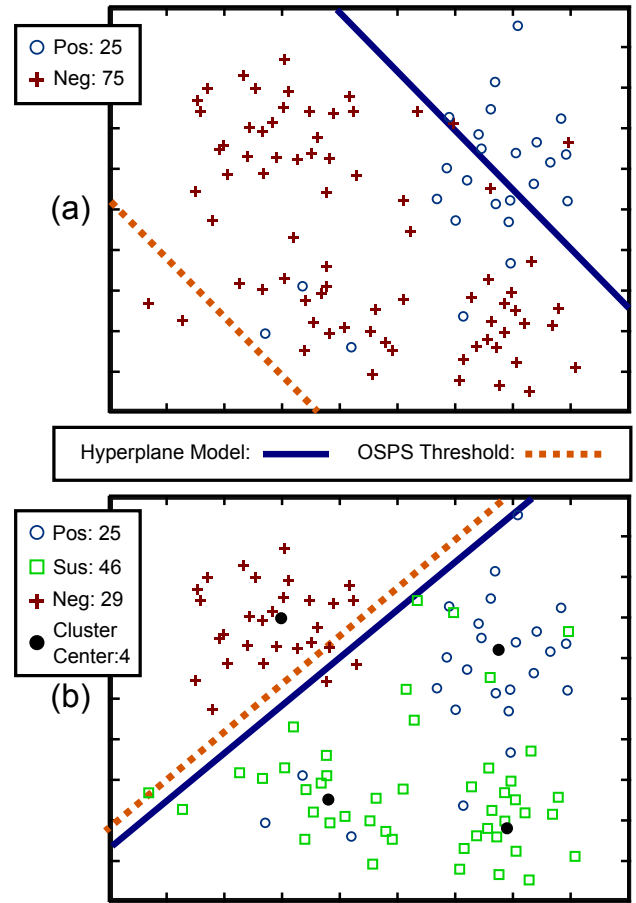 Pos: 25
Neg: 75
(a)
Hyperplane Model:
OSPS Threshold:
Pos: 25
Sus: 46
Neg: 29
Cluster
Center:4
(b)